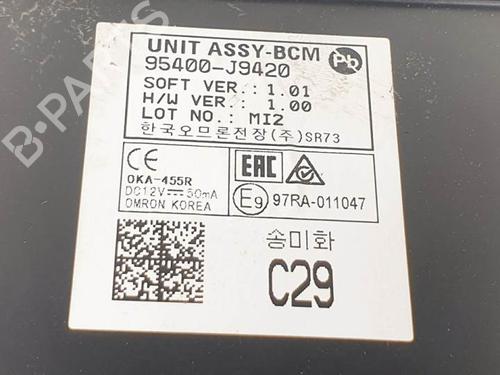 UNIT ASSY-BCM
Pb
95400-J9420
SOFT VER.: 1.01
H/W VER.: 1.00
LOT NO.: MI2
한국오므론전장(주)SR73
CE
OKA-455R
DC12V⎓50mA
OMRON KOREA
EAC
E9 97RA-011047
송미화
C29
B-PARTS